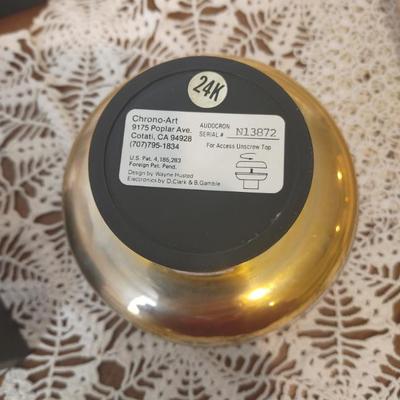 24K
Chrono-Art
9175 Poplar Ave.
Cotati, CA 94928
(707)795-1834
AUDOCRON
SERIAL # N13872
For Access Unscrew Top
U.S. Pat. 4,186,283
Foreign Pat. Pend.
Design by Wayne Husted
Electronics by D.Clark & B.Gamble